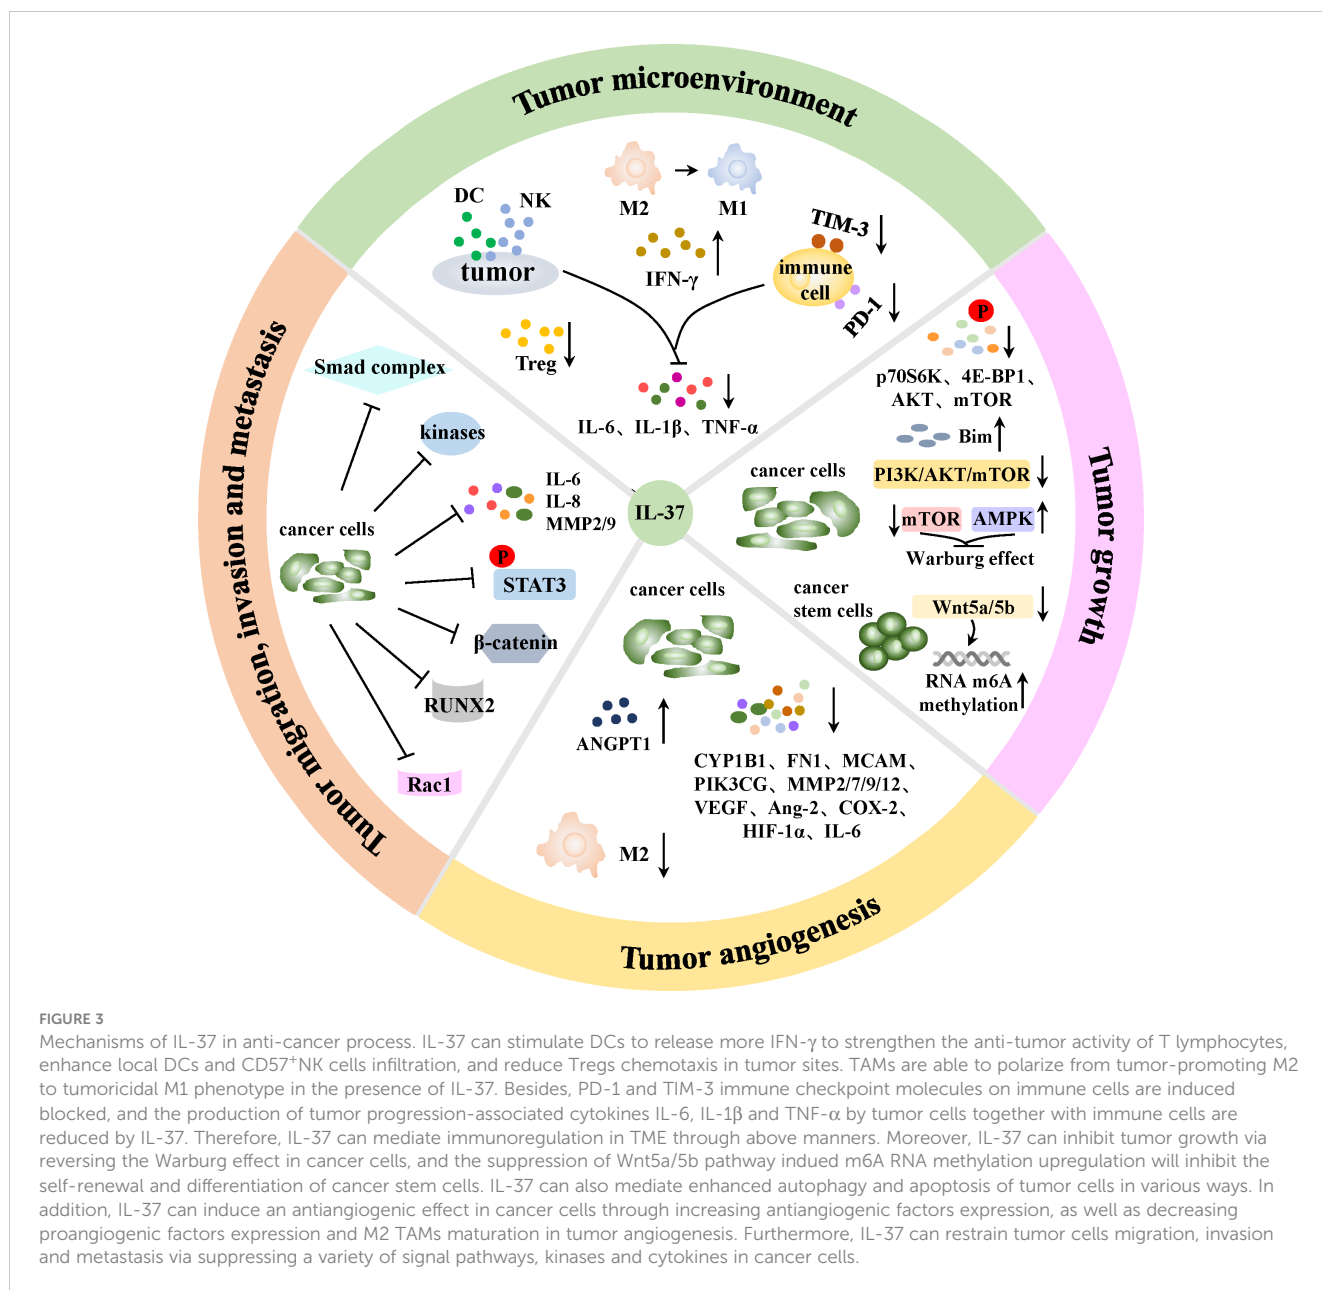 Tumor microenvironment
DC
NK
M2
M1
TIM-3
tumor
IFN-γ
immune
cell
PD-1
Treg
IL-6、IL-1β、TNF-α
Tumor growth
P
p70S6K、4E-BP1、
AKT、mTOR
Bim
PI3K/AKT/mTOR
mTOR
AMPK
Warburg effect
cancer cells
cancer
stem cells
Wnt5a/5b
RNA m6A
methylation
IL-37
Tumor migration, invasion and metastasis
Smad complex
kinases
IL-6
IL-8
MMP2/9
cancer cells
P
STAT3
β-catenin
RUNX2
Rac1
cancer cells
ANGPT1
CYP1B1、FN1、MCAM、
PIK3CG、MMP2/7/9/12、
VEGF、Ang-2、COX-2、
HIF-1α、IL-6
M2
Tumor angiogenesis
FIGURE 3
Mechanisms of IL-37 in anti-cancer process. IL-37 can stimulate DCs to release more IFN-γ to strengthen the anti-tumor activity of T lymphocytes,
enhance local DCs and CD57⁺NK cells infiltration, and reduce Tregs chemotaxis in tumor sites. TAMs are able to polarize from tumor-promoting M2
to tumoricidal M1 phenotype in the presence of IL-37. Besides, PD-1 and TIM-3 immune checkpoint molecules on immune cells are induced
blocked, and the production of tumor progression-associated cytokines IL-6, IL-1β and TNF-α by tumor cells together with immune cells are
reduced by IL-37. Therefore, IL-37 can mediate immunoregulation in TME through above manners. Moreover, IL-37 can inhibit tumor growth via
reversing the Warburg effect in cancer cells, and the suppression of Wnt5a/5b pathway indued m6A RNA methylation upregulation will inhibit the
self-renewal and differentiation of cancer stem cells. IL-37 can also mediate enhanced autophagy and apoptosis of tumor cells in various ways. In
addition, IL-37 can induce an antiangiogenic effect in cancer cells through increasing antiangiogenic factors expression, as well as decreasing
proangiogenic factors expression and M2 TAMs maturation in tumor angiogenesis. Furthermore, IL-37 can restrain tumor cells migration, invasion
and metastasis via suppressing a variety of signal pathways, kinases and cytokines in cancer cells.